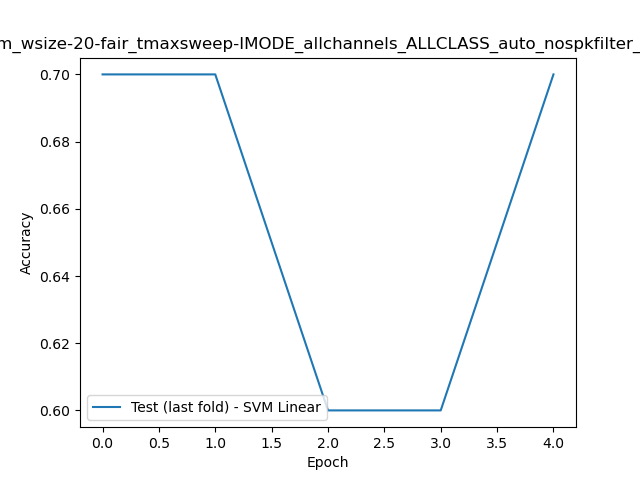 m_wsize-20-fair_tmaxsweep-IMODE_allchannels_ALLCLASS_auto_nospkfilter_
0.70
0.68
0.66
0.64
0.62
0.60
Accuracy
Test (last fold) - SVM Linear
0.0 0.5 1.0 1.5 2.0 2.5 3.0 3.5 4.0
Epoch